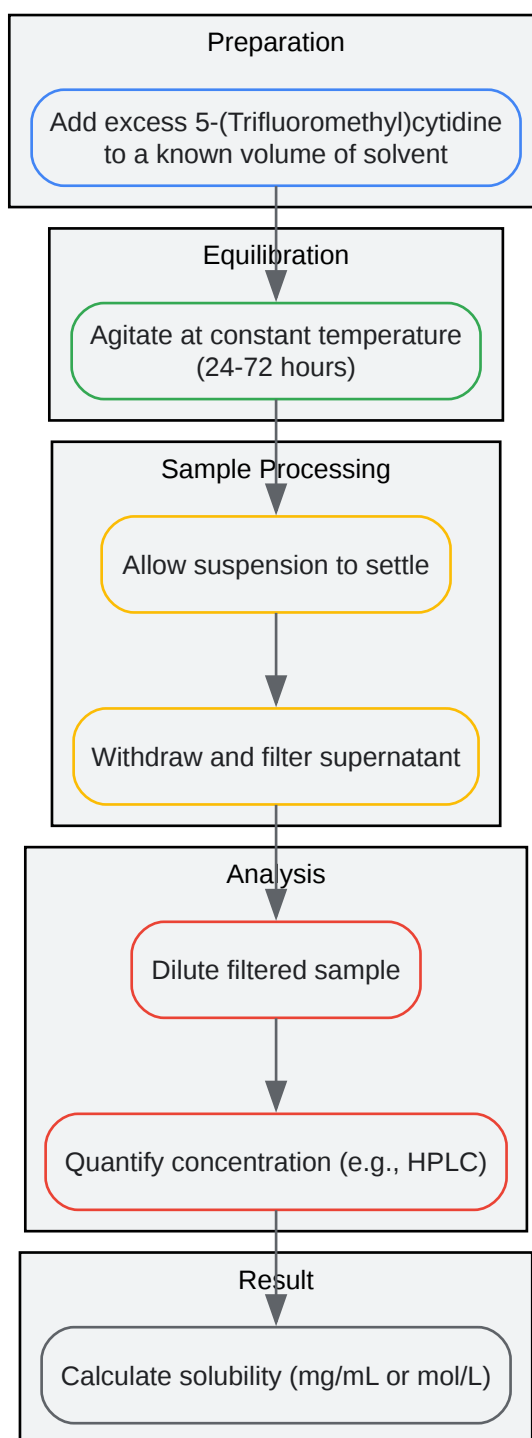 Preparation
Add excess 5-(Trifluoromethyl)cytidine
to a known volume of solvent
Equilibration
Agitate at constant temperature
(24-72 hours)
Sample Processing
Allow suspension to settle
Withdraw and filter supernatant
Analysis
Dilute filtered sample
Quantify concentration (e.g., HPLC)
Result
Calculate solubility (mg/mL or mol/L)